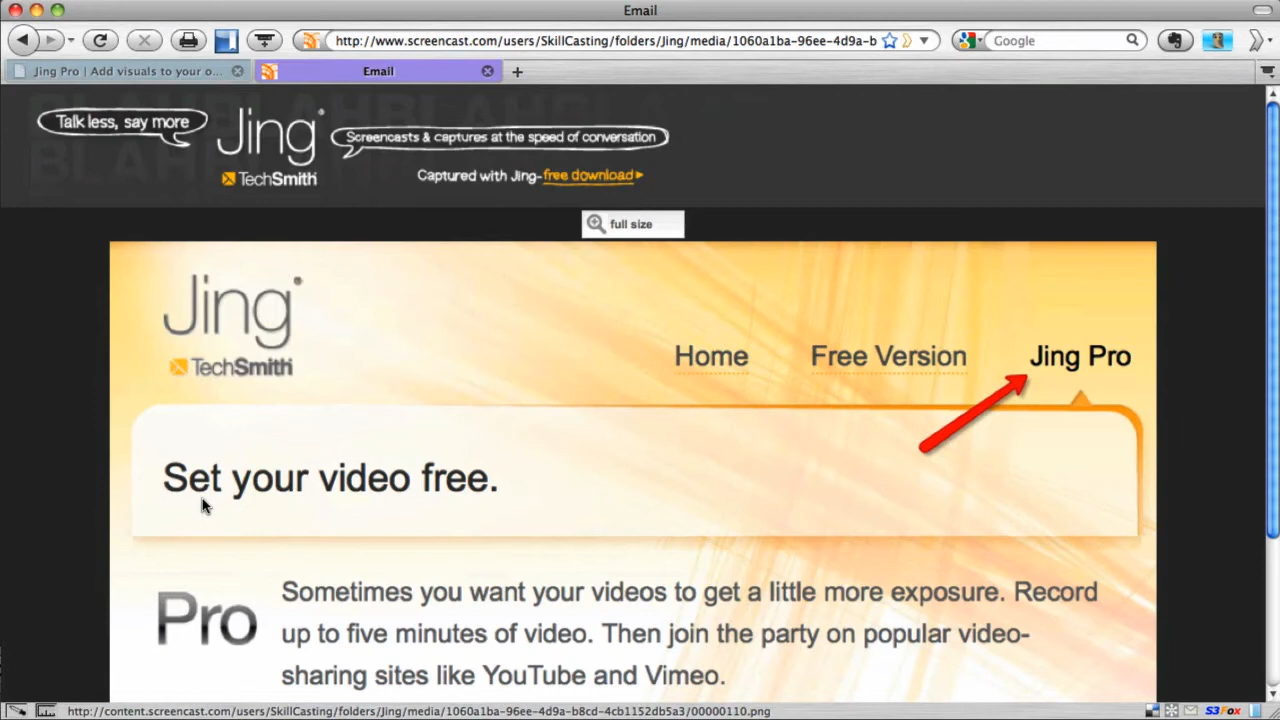 Email
http://www.screencast.com/users/SkillCasting/folders/Jing/media/1060a1ba-96ee-4d9a-b
Google
Jing Pro | Add visuals to your o...
Email
Talk less, say more
Jing
TechSmith
Screencasts & captures at the speed of conversation
Captured with Jing-free download
full size
Jing
TechSmith
Home
Free Version
Jing Pro
Set your video free.
Pro
Sometimes you want your videos to get a little more exposure. Record
up to five minutes of video. Then join the party on popular video-
sharing sites like YouTube and Vimeo.
http://content.screencast.com/users/SkillCasting/folders/Jing/media/1060a1ba-96ee-4d9a-b8cd-4cb1152db5a3/00000110.png
S3Fox